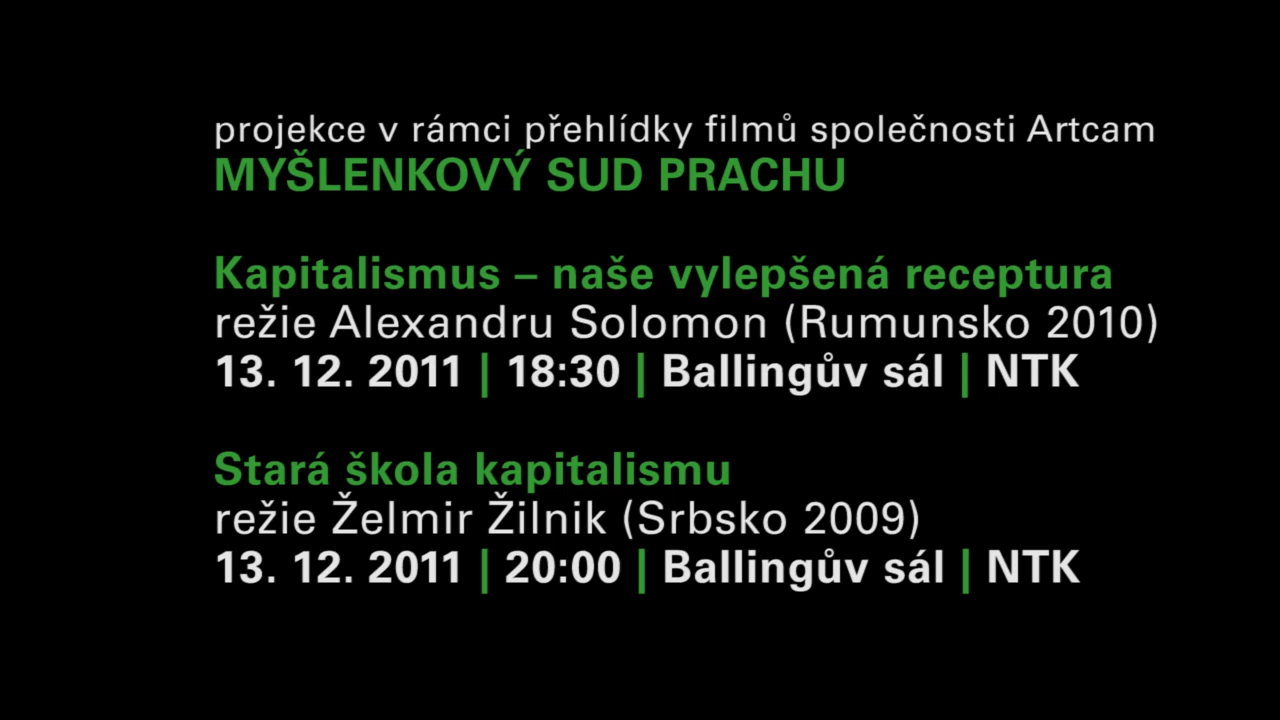 projekce v rámci přehlídky filmů společnosti Artcam
MYŠLENKOVÝ SUD PRACHU
Kapitalismus – naše vylepšená receptura
režie Alexandru Solomon (Rumunsko 2010)
13. 12. 2011 | 18:30 | Ballingův sál | NTK
Stará škola kapitalismu
režie Želmir Žilnik (Srbsko 2009)
13. 12. 2011 | 20:00 | Ballingův sál | NTK